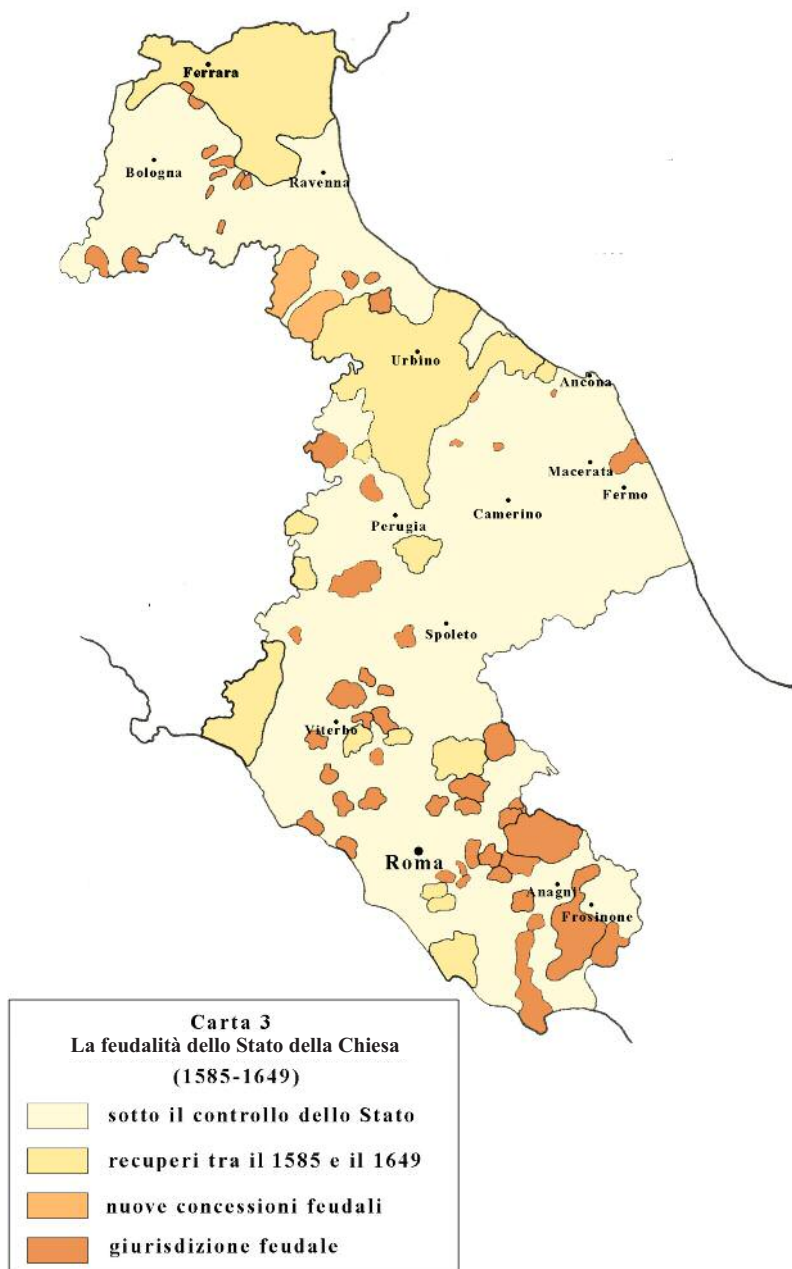 Ferrara
Bologna
Ravenna
Urbino
Ancona
Macerata
Fermo
Camerino
Perugia
Spoleto
Viterbo
Roma
Anagni
Frosinone
Carta 3
La feudalità dello Stato della Chiesa
(1585-1649)
sotto il controllo dello Stato
recuperi tra il 1585 e il 1649
nuove concessioni feudali
giurisdizione feudale